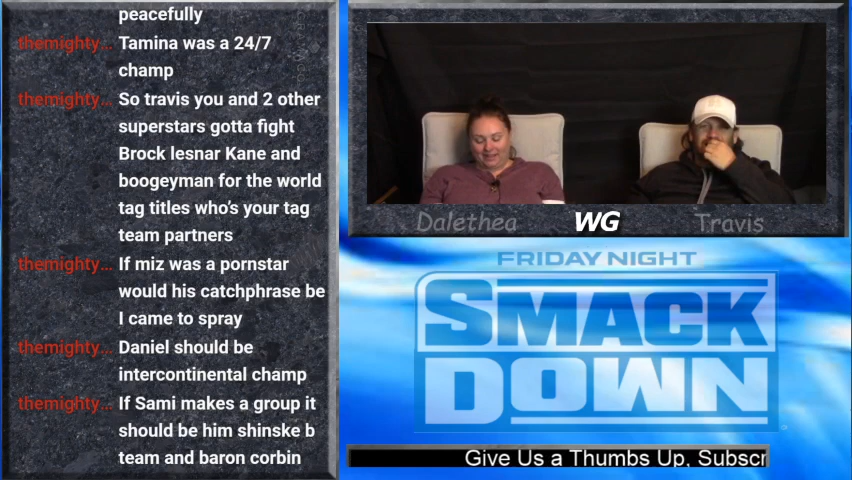 peacefully
themighty... Tamina was a 24/7
champ
themighty... So travis you and 2 other
superstars gotta fight
Brock lesnar Kane and
boogeyman for the world
tag titles who's your tag
team partners
themighty... If miz was a pornstar
would his catchphrase be
I came to spray
themighty... Daniel should be
intercontinental champ
themighty... If Sami makes a group it
should be him shinske b
team and baron corbin
Dalethea WG Travis
FRIDAY NIGHT
SMACK
DOWN
Give Us a Thumbs Up, Subscr